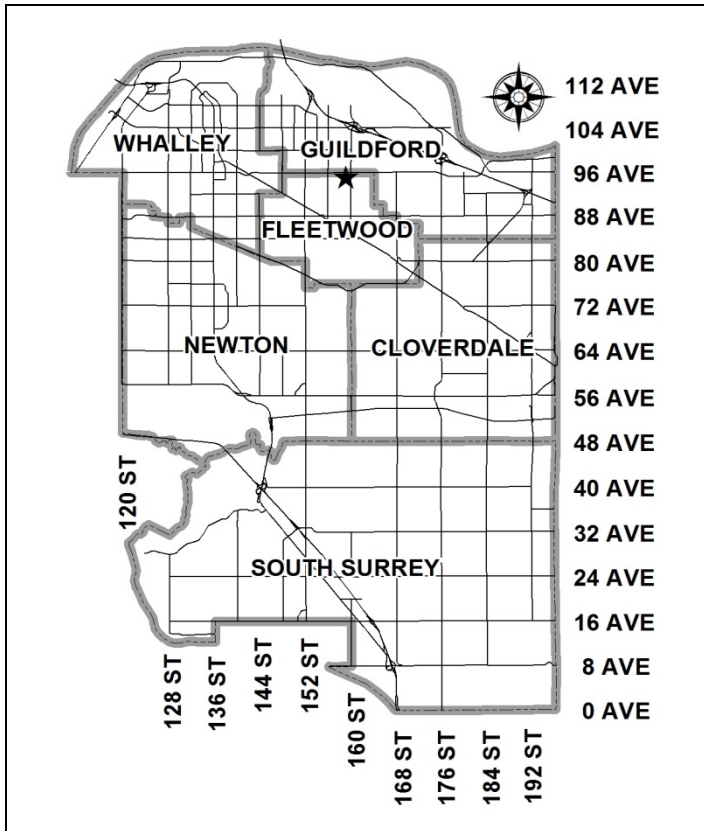 112 AVE
104 AVE
WHALLEY
GUILDFORD
96 AVE
88 AVE
FLEETWOOD
80 AVE
72 AVE
NEWTON
CLOVERDALE
64 AVE
56 AVE
48 AVE
120 ST
40 AVE
32 AVE
SOUTH SURREY
24 AVE
16 AVE
128 ST
136 ST
144 ST
152 ST
8 AVE
160 ST
168 ST
176 ST
184 ST
192 ST
0 AVE